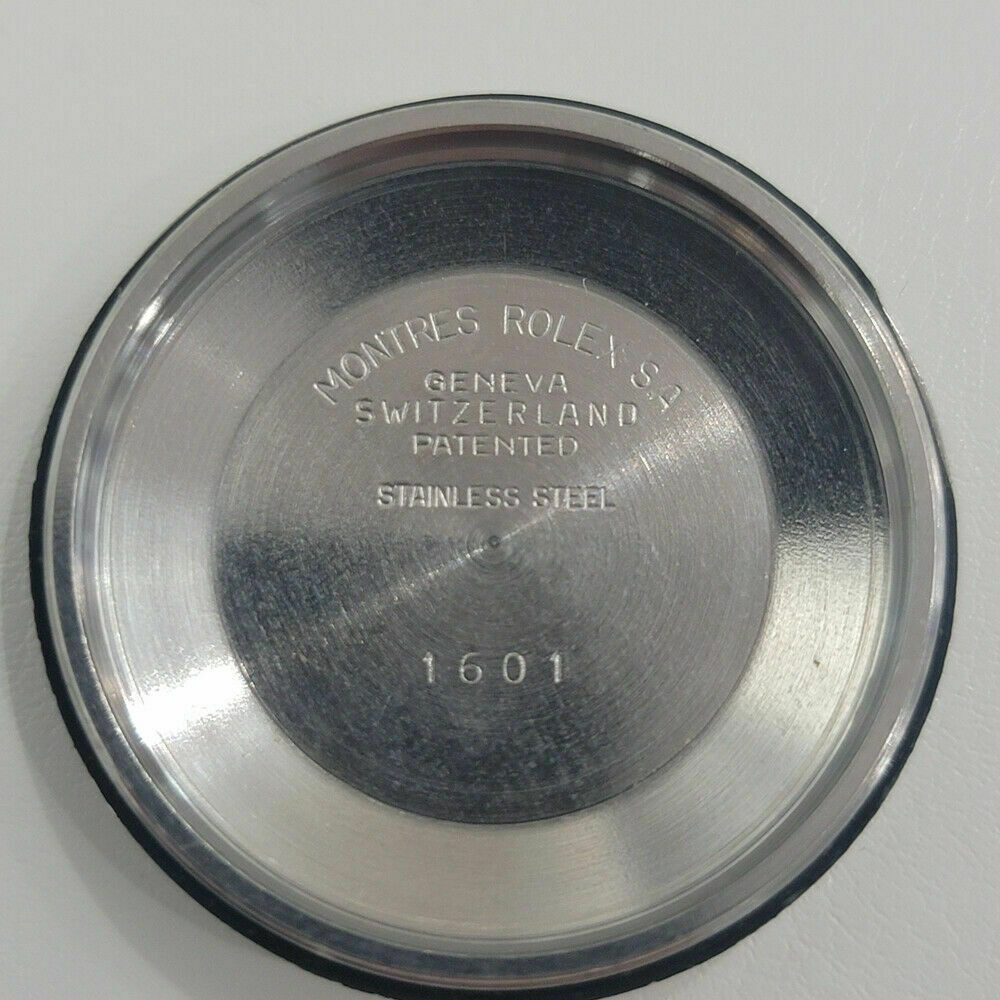 MONTRES ROLEX S.A
GENEVA
SWITZERLAND
PATENTED
STAINLESS STEEL
1601